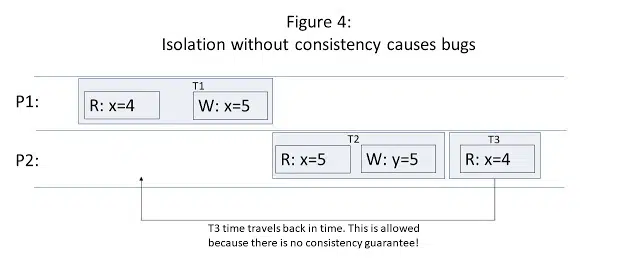 Figure 4:
Isolation without consistency causes bugs
T1
P1:
R: x=4
W: x=5
T2
T3
P2:
R: x=5
W: y=5
R: x=4
T3 time travels back in time. This is allowed
because there is no consistency guarantee!